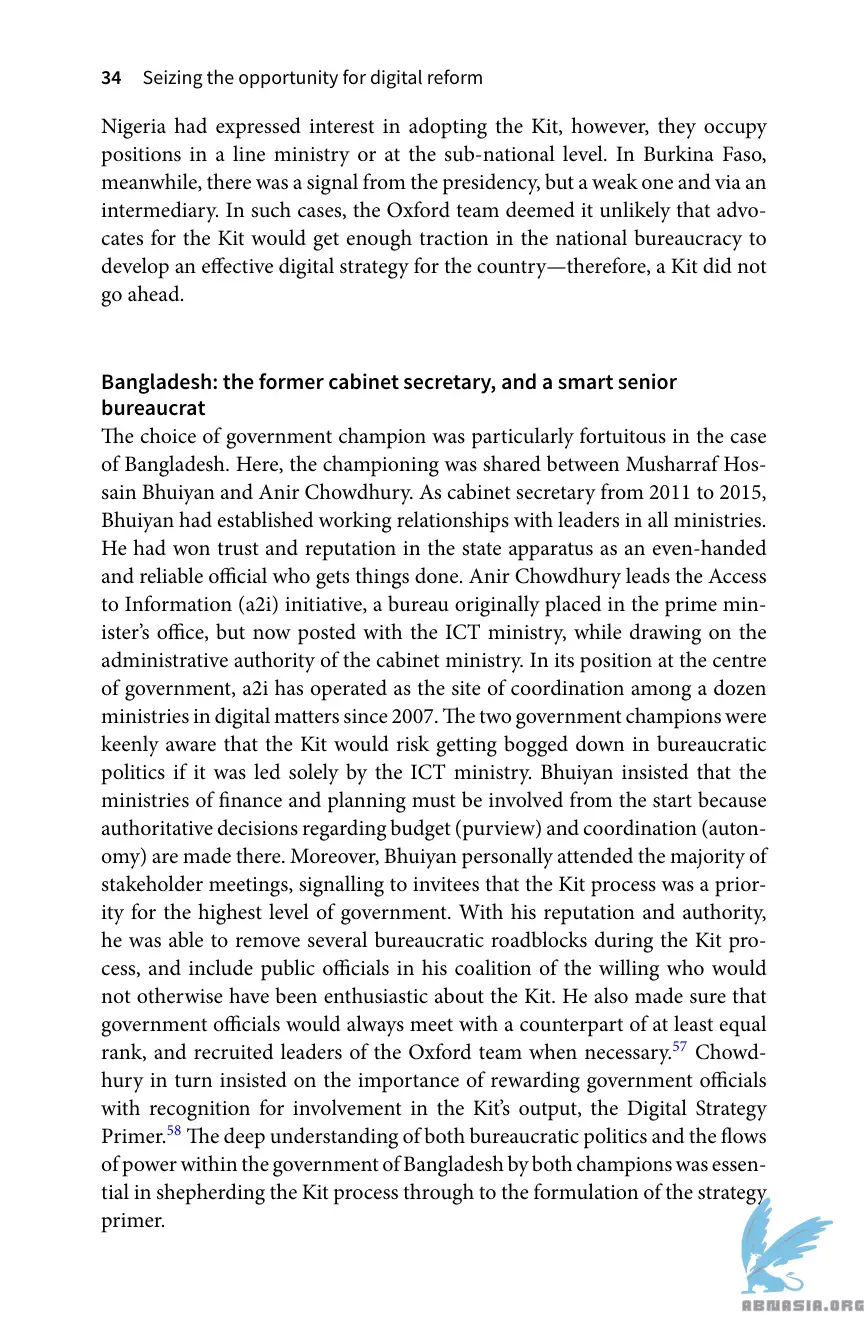 34 Seizing the opportunity for digital reform
Nigeria had expressed interest in adopting the Kit, however, they occupy
positions in a line ministry or at the sub-national level. In Burkina Faso,
meanwhile, there was a signal from the presidency, but a weak one and via an
intermediary. In such cases, the Oxford team deemed it unlikely that advo-
cates for the Kit would get enough traction in the national bureaucracy to
develop an effective digital strategy for the country—therefore, a Kit did not
go ahead.
Bangladesh: the former cabinet secretary, and a smart senior
bureaucrat
The choice of government champion was particularly fortuitous in the case
of Bangladesh. Here, the championing was shared between Musharraf Hos-
sain Bhuiyan and Anir Chowdhury. As cabinet secretary from 2011 to 2015,
Bhuiyan had established working relationships with leaders in all ministries.
He had won trust and reputation in the state apparatus as an even-handed
and reliable official who gets things done. Anir Chowdhury leads the Access
to Information (a2i) initiative, a bureau originally placed in the prime min-
ister's office, but now posted with the ICT ministry, while drawing on the
administrative authority of the cabinet ministry. In its position at the centre
of government, a2i has operated as the site of coordination among a dozen
ministries in digital matters since 2007. The two government champions were
keenly aware that the Kit would risk getting bogged down in bureaucratic
politics if it was led solely by the ICT ministry. Bhuiyan insisted that the
ministries of finance and planning must be involved from the start because
authoritative decisions regarding budget (purview) and coordination (auton-
omy) are made there. Moreover, Bhuiyan personally attended the majority of
stakeholder meetings, signalling to invitees that the Kit process was a prior-
ity for the highest level of government. With his reputation and authority,
he was able to remove several bureaucratic roadblocks during the Kit pro-
cess, and include public officials in his coalition of the willing who would
not otherwise have been enthusiastic about the Kit. He also made sure that
government officials would always meet with a counterpart of at least equal
rank, and recruited leaders of the Oxford team when necessary.57 Chowd-
hury in turn insisted on the importance of rewarding government officials
with recognition for involvement in the Kit's output, the Digital Strategy
Primer.58 The deep understanding of both bureaucratic politics and the flows
of power within the government of Bangladesh by both champions was essen-
tial in shepherding the Kit process through to the formulation of the strategy
primer.
ABNASIA.ORG